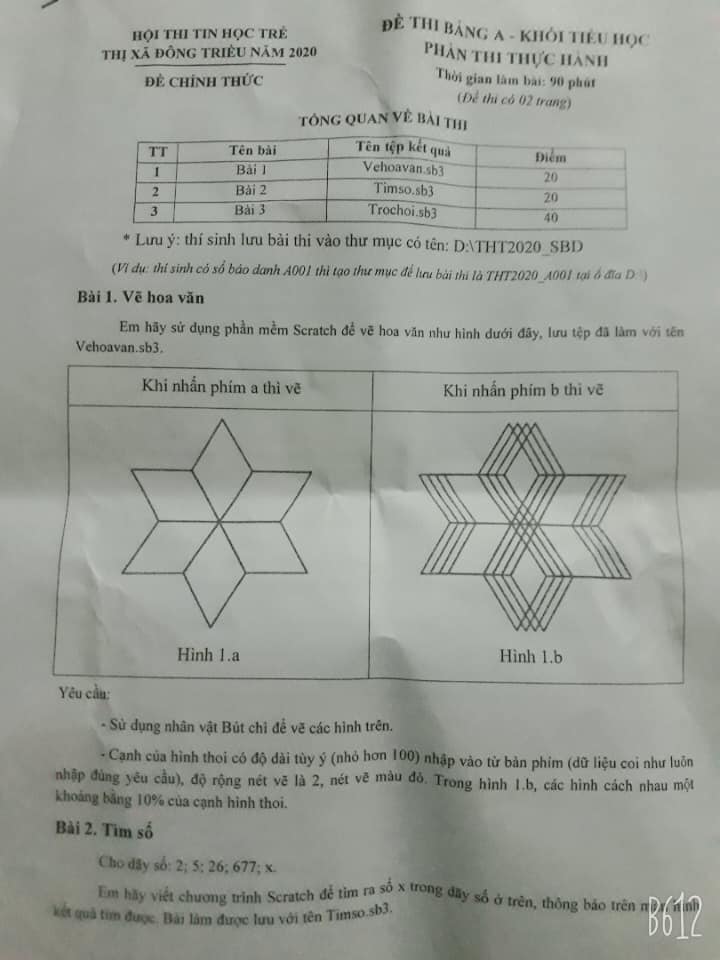 HỘI THI TIN HỌC TRẺ
THỊ XÃ ĐÔNG TRIỀU NĂM 2020
ĐỀ CHÍNH THỨC
ĐỀ THI BẢNG A - KHỐI TIỂU HỌC
PHẦN THI THỰC HÀNH
Thời gian làm bài: 90 phút
(Đề thi có 02 trang)
TỔNG QUAN VỀ BÀI THI
TT Tên bài Tên tệp kết quả Điểm
1 Bài 1 Vehoavan.sb3 20
2 Bài 2 Timso.sb3 20
3 Bài 3 Trochoi.sb3 40
* Lưu ý: thí sinh lưu bài thi vào thư mục có tên: D:\THT2020_SBD
(Ví dụ: thí sinh có số báo danh A001 thì tạo thư mục để lưu bài thi là THT2020_A001 tại ổ đĩa D:\)
Bài 1. Vẽ hoa văn
Em hãy sử dụng phần mềm Scratch để vẽ hoa văn như hình dưới đây, lưu tệp đã làm với tên
Vehoavan.sb3.
Khi nhấn phím a thì vẽ Khi nhấn phím b thì vẽ
Hình 1.a Hình 1.b
Yêu cầu:
- Sử dụng nhân vật Bút chì để vẽ các hình trên.
- Cạnh của hình thoi có độ dài tùy ý (nhỏ hơn 100) nhập vào từ bàn phím (dữ liệu coi như luôn
nhập đúng yêu cầu), độ rộng nét vẽ là 2, nét vẽ màu đỏ. Trong hình 1.b, các hình cách nhau một
khoảng bằng 10% của cạnh hình thoi.
Bài 2. Tìm số
Cho dãy số: 2; 5; 26; 677; x.
Em hãy viết chương trình Scratch để tìm ra số x trong dãy số ở trên, thông báo trên màn hình
kết quả tìm được. Bài làm được lưu với tên Timso.sb3.
B612